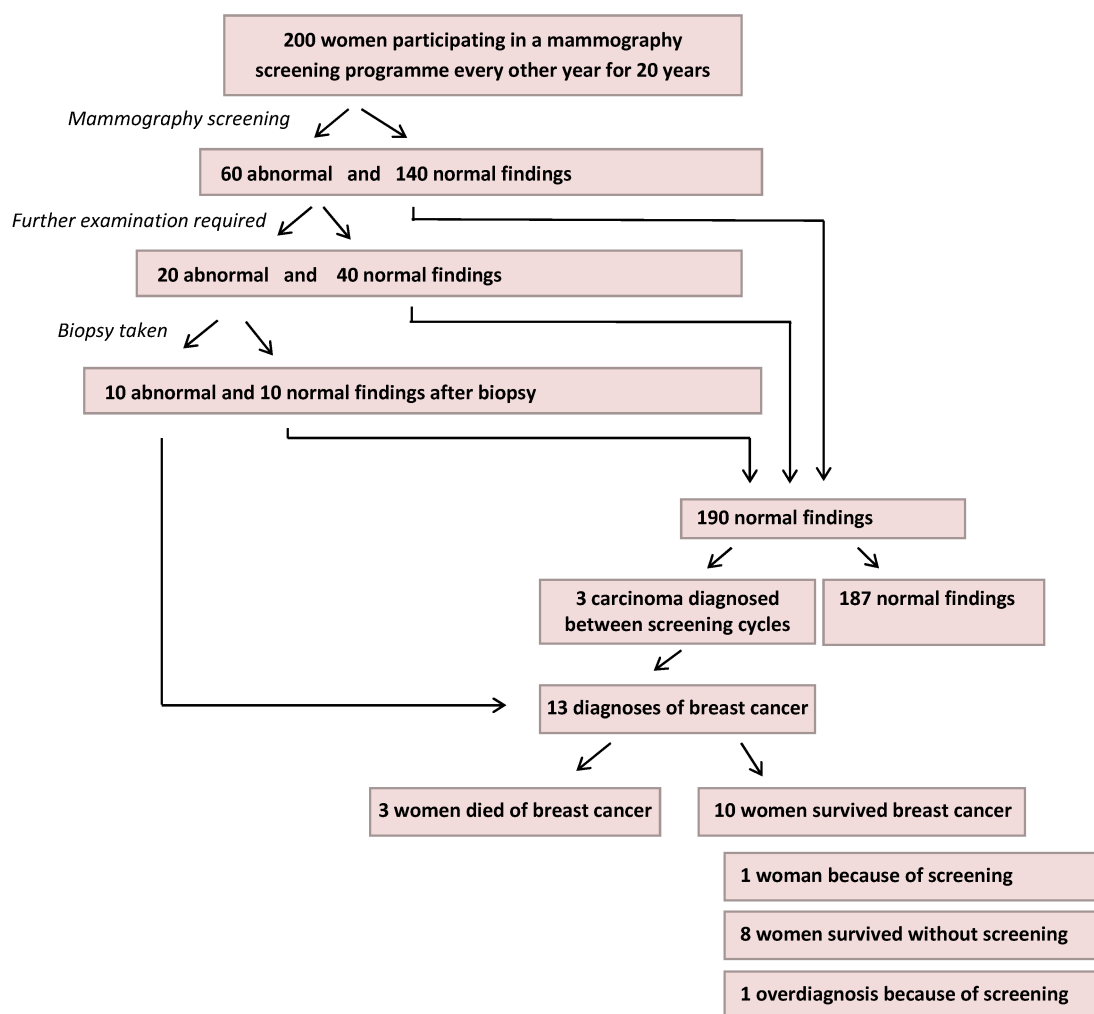 200 women participating in a mammography
screening programme every other year for 20 years
Mammography screening
60 abnormal and 140 normal findings
Further examination required
20 abnormal and 40 normal findings
Biopsy taken
10 abnormal and 10 normal findings after biopsy
190 normal findings
3 carcinoma diagnosed
between screening cycles
187 normal findings
13 diagnoses of breast cancer
3 women died of breast cancer
10 women survived breast cancer
1 woman because of screening
8 women survived without screening
1 overdiagnosis because of screening